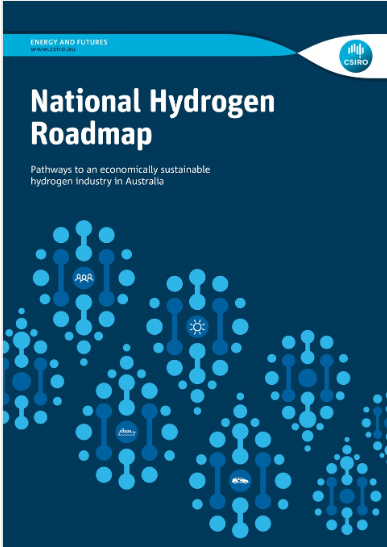 ENERGY AND FUTURES
www.csiro.au
CSIRO
National Hydrogen
Roadmap
Pathways to an economically sustainable
hydrogen industry in Australia